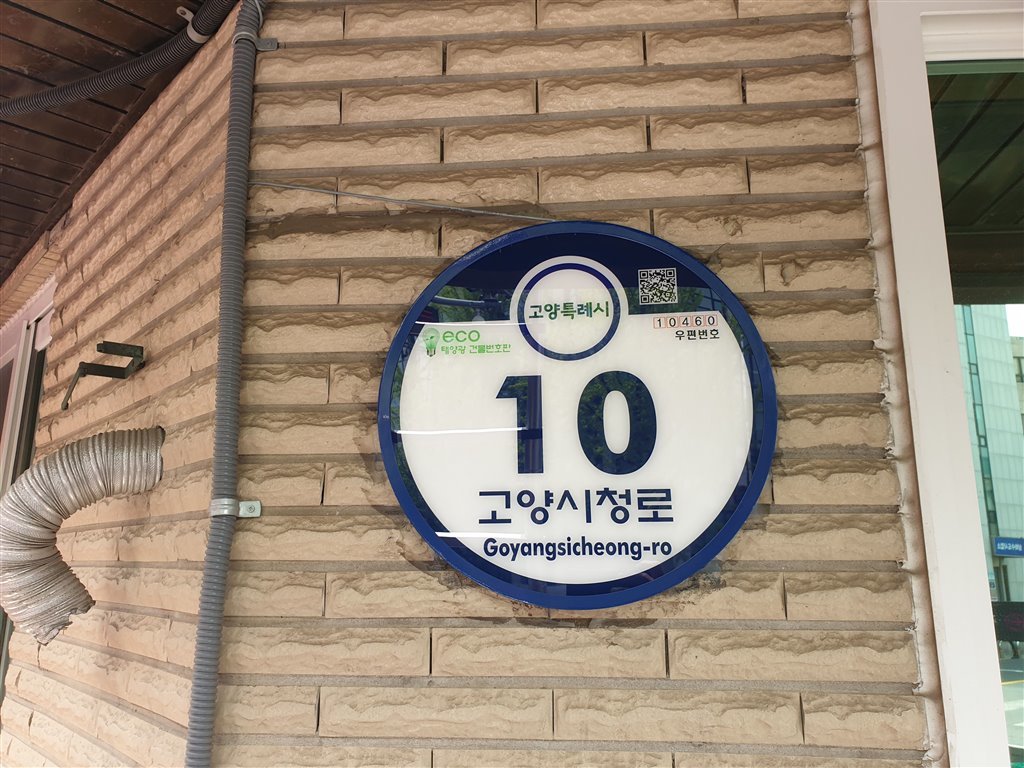 고양특례시
eco
태양광 건물번호판
10460
우편번호
10
고양시청로
Goyangsicheong-ro